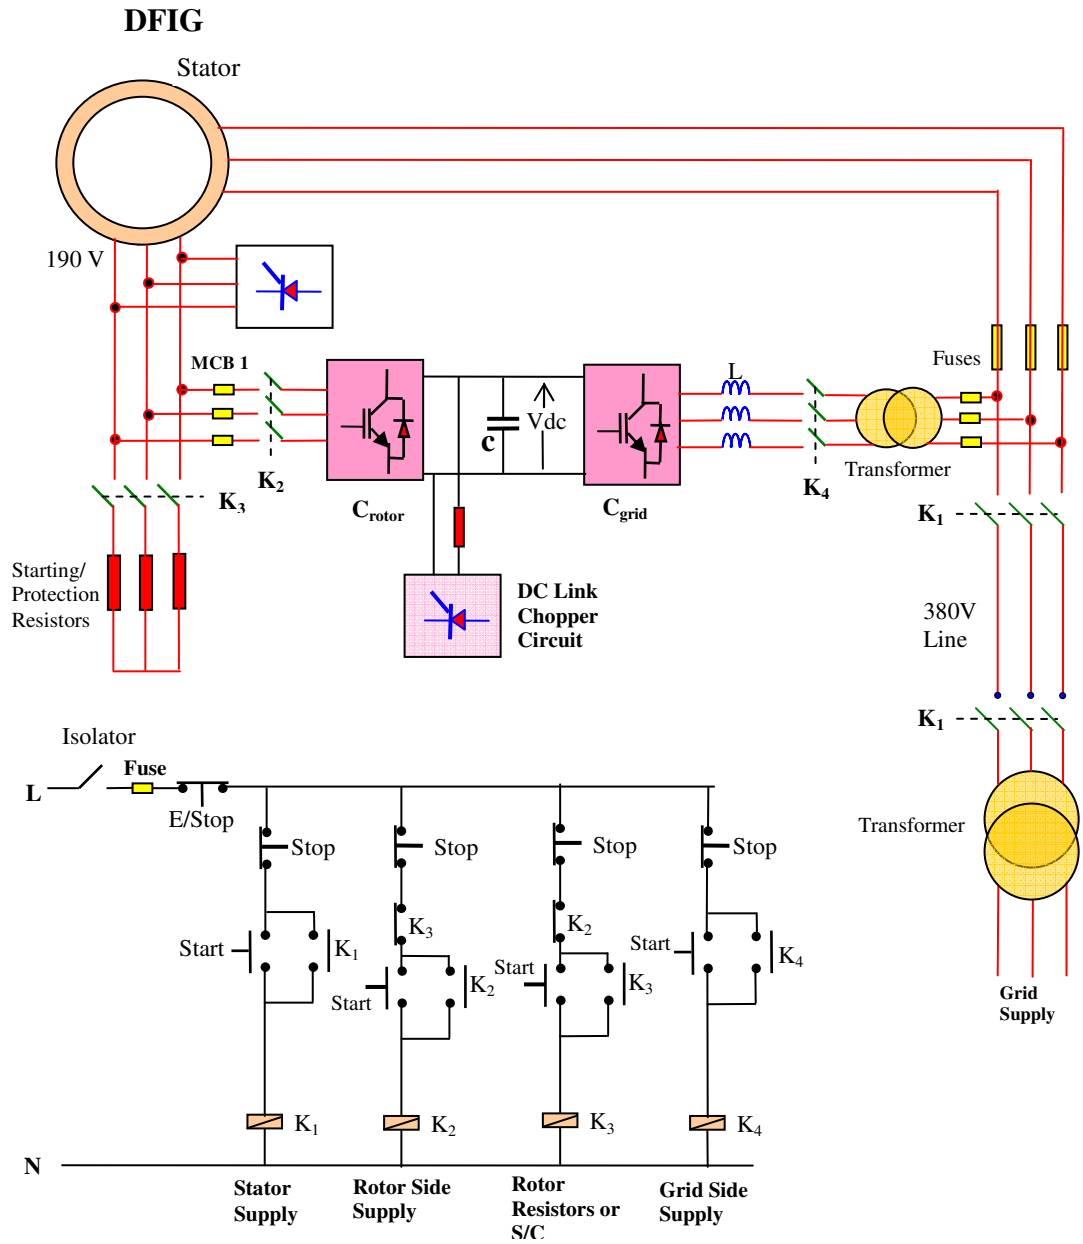 DFIG
Stator
190 V
MCB 1
K2
K3
Crotor
C
Vdc
Cgrid
L
K4
Fuses
Transformer
K1
Starting/
Protection
Resistors
DC Link
Chopper
Circuit
380V
Line
K1
Transformer
Grid
Supply
Isolator
Fuse
L
E/Stop
Stop
Stop
Stop
Stop
Start
K1
K3
Start
K2
K2
Start
K3
Start
K4
K1
K2
K3
K4
N
Stator
Supply
Rotor Side
Supply
Rotor
Resistors or
S/C
Grid Side
Supply